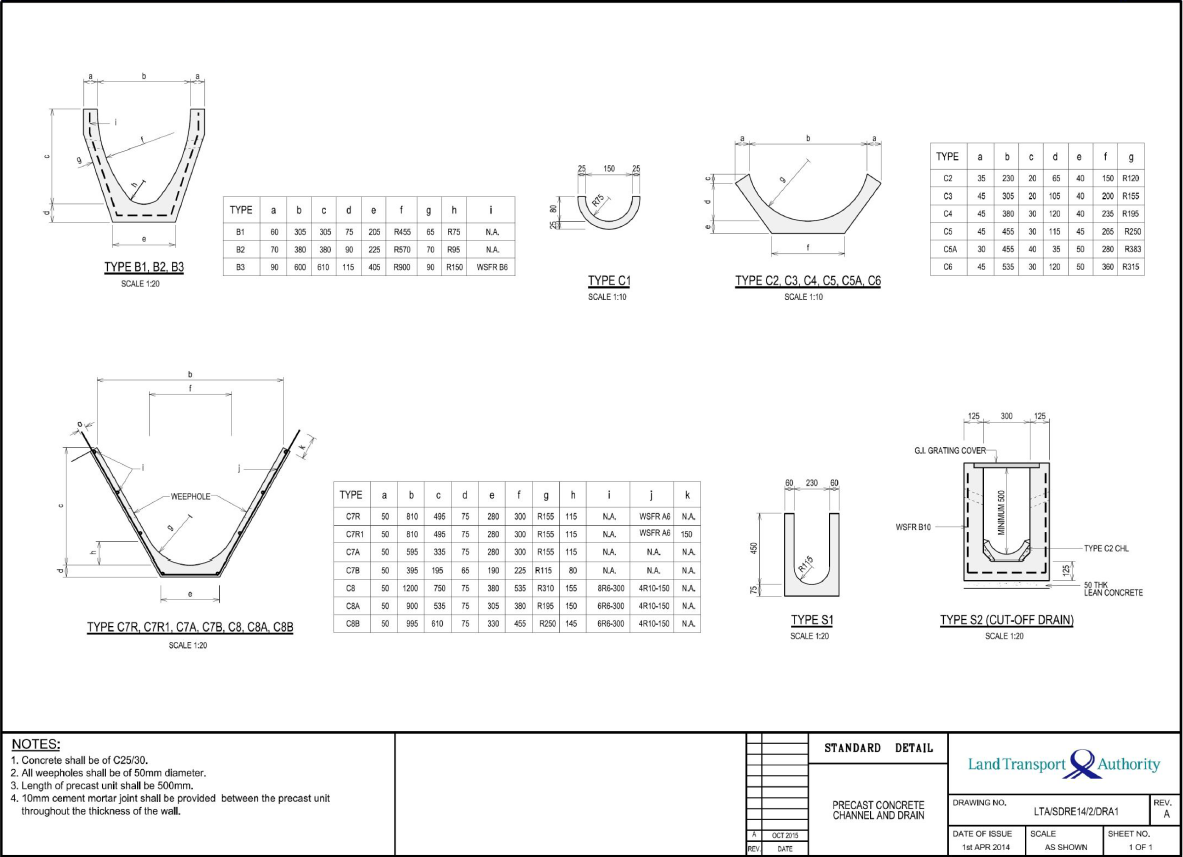 a b a
c
d
e
f
g
h
i
TYPE B1, B2, B3
SCALE 1:20
TYPE a b c d e f g h i
B1 60 305 305 75 205 R455 65 R75 N.A.
B2 70 380 380 90 225 R570 70 R95 N.A.
B3 90 600 610 115 405 R900 90 R150 WSFR B6
25 150 25
80
25
R75
TYPE C1
SCALE 1:10
a b a
c
d
e
f
g
TYPE C2, C3, C4, C5, C5A, C6
SCALE 1:10
TYPE a b c d e f g
C2 35 230 20 65 40 150 R120
C3 45 305 20 105 40 200 R155
C4 45 380 30 120 40 235 R195
C5 45 455 30 115 45 265 R250
C5A 30 455 40 35 50 280 R383
C6 45 535 30 120 50 360 R315
b
f
a
k
i
j
WEEPHOLE
c
g
h
d
e
TYPE C7R, C7R1, C7A, C7B, C8, C8A, C8B
SCALE 1:20
TYPE a b c d e f g h i j k
C7R 50 810 495 75 280 300 R155 115 N.A. WSFR A6 N.A.
C7R1 50 810 495 75 280 300 R155 115 N.A. WSFR A6 150
C7A 50 595 335 75 280 300 R155 115 N.A. N.A. N.A.
C7B 50 395 195 65 190 225 R115 80 N.A. N.A. N.A.
C8 50 1200 750 75 380 535 R310 155 8R6-300 4R10-150 N.A.
C8A 50 900 535 75 305 380 R195 150 6R6-300 4R10-150 N.A.
C8B 50 995 610 75 330 455 R250 145 6R6-300 4R10-150 N.A.
60 230 60
450
75
R115
TYPE S1
SCALE 1:20
125 300 125
G.I. GRATING COVER
MINIMUM 500
WSFR B10
TYPE C2 CHL
125
50 THK
LEAN CONCRETE
TYPE S2 (CUT-OFF DRAIN)
SCALE 1:20
NOTES:
1. Concrete shall be of C25/30.
2. All weepholes shall be of 50mm diameter.
3. Length of precast unit shall be 500mm.
4. 10mm cement mortar joint shall be provided between the precast unit
throughout the thickness of the wall.
A OCT 2015
REV. DATE
STANDARD DETAIL
PRECAST CONCRETE
CHANNEL AND DRAIN
Land Transport Authority
DRAWING NO.
LTA/SDRE14/2/DRA1
REV.
A
DATE OF ISSUE
1st APR 2014
SCALE
AS SHOWN
SHEET NO.
1 OF 1